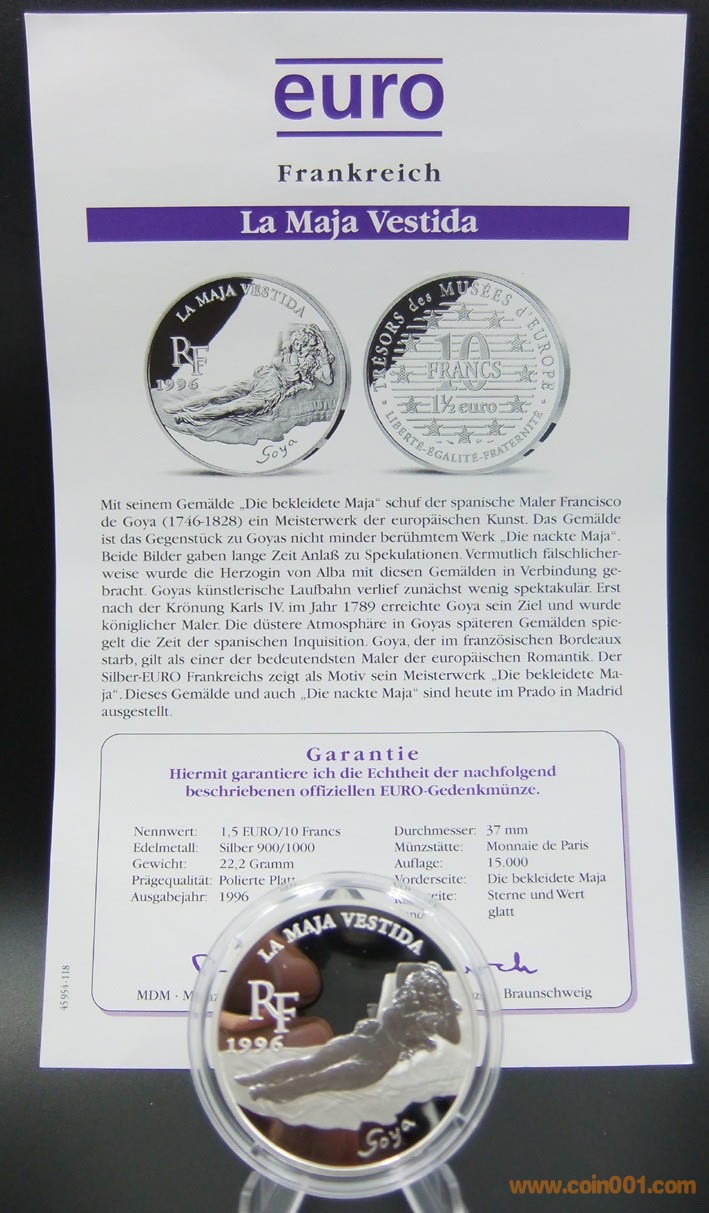 euro
Frankreich
La Maja Vestida
LA MAJA VESTIDA
RF
1996
Goya
TRÉSORS des MUSÉES d'EUROPE
10
FRANCS
1½ euro
LIBERTÉ-ÉGALITÉ-FRATERNITÉ
Mit seinem Gemälde „Die bekleidete Maja“ schuf der spanische Maler Francisco
de Goya (1746-1828) ein Meisterwerk der europäischen Kunst. Das Gemälde
ist das Gegenstück zu Goyas nicht minder berühmtem Werk „Die nackte Maja“.
Beide Bilder gaben lange Zeit Anlaß zu Spekulationen. Vermutlich fälschlicher-
weise wurde die Herzogin von Alba mit diesen Gemälden in Verbindung ge-
bracht. Goyas künstlerische Laufbahn verlief zunächst wenig spektakulär. Erst
nach der Krönung Karls IV. im Jahr 1789 erreichte Goya sein Ziel und wurde
königlicher Maler. Die düstere Atmosphäre in Goyas späteren Gemälden spie-
gelt die Zeit der spanischen Inquisition. Goya, der im französischen Bordeaux
starb, gilt als einer der bedeutendsten Maler der europäischen Romantik. Der
Silber-EURO Frankreichs zeigt als Motiv sein Meisterwerk „Die bekleidete Ma-
ja“. Dieses Gemälde und auch „Die nackte Maja“ sind heute im Prado in Madrid
ausgestellt.
Garantie
Hiermit garantiere ich die Echtheit der nachfolgend
beschriebenen offiziellen EURO-Gedenkmünze.
Nennwert: 1,5 EURO/10 Francs
Edelmetall: Silber 900/1000
Gewicht: 22,2 Gramm
Prägequalität: Polierte Platt
Ausgabejahr: 1996
Durchmesser: 37 mm
Münzstätte: Monnaie de Paris
Auflage: 15.000
Vorderseite: Die bekleidete Maja
seite: Sterne und Wert
glatt
MDM · M Braunschweig
45954-118
LA MAJA VESTIDA
RF
1996
Goya
www.coin001.com